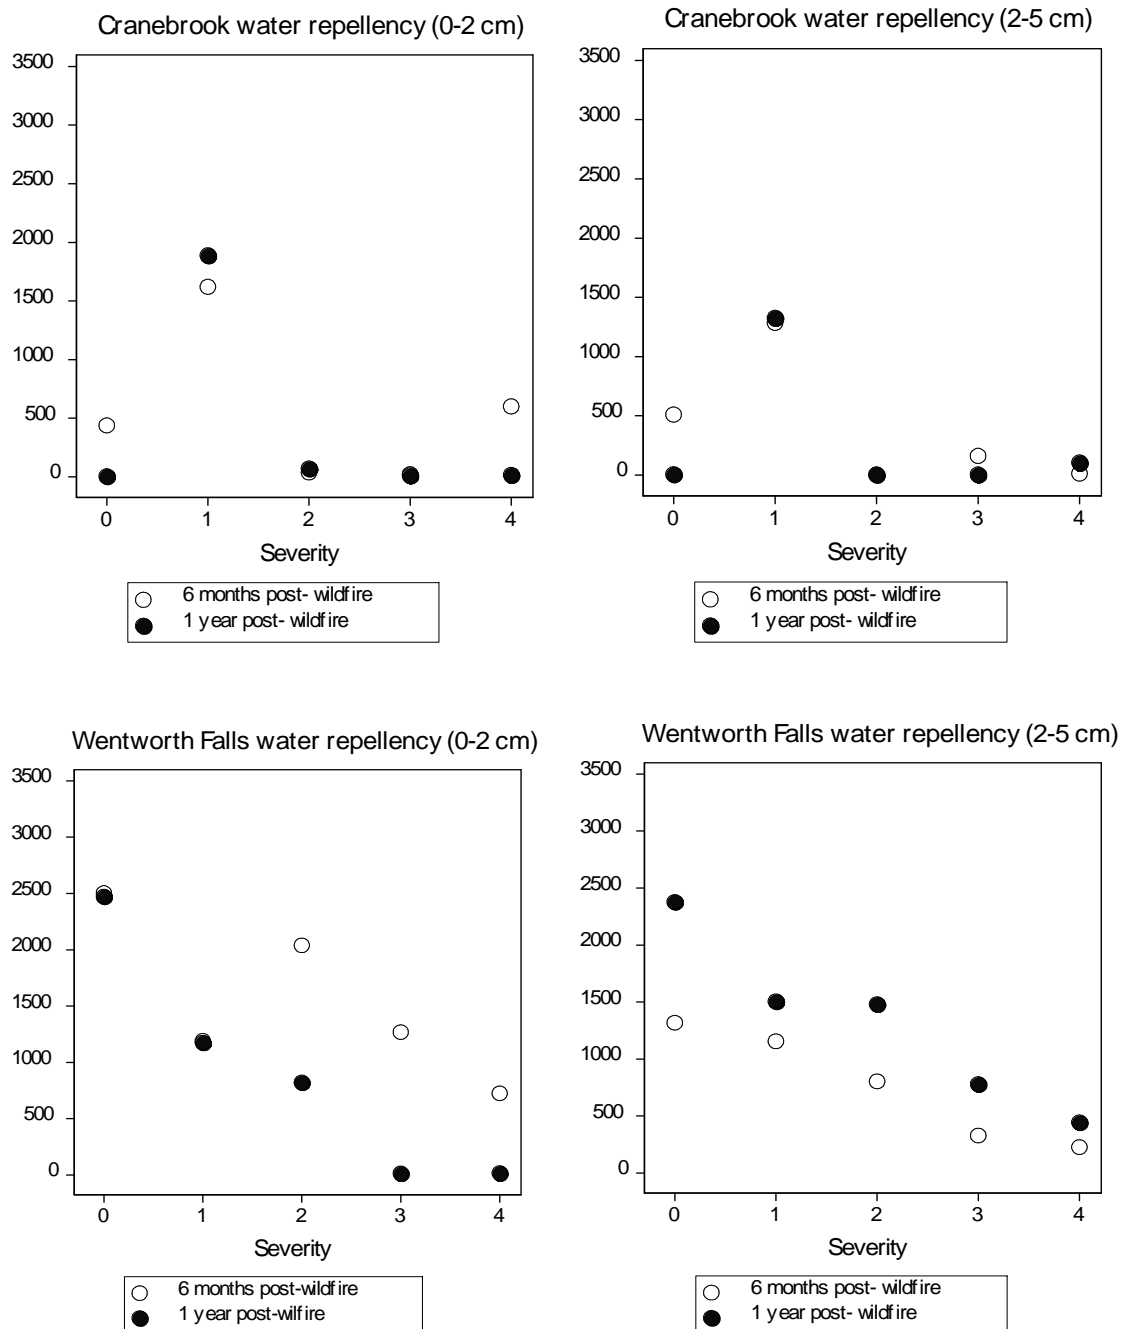 Cranebrook water repellency (0-2 cm)
3500
3000
2500
2000
1500
1000
500
0
0 1 2 3 4
Severity
6 months post- wildfire
1 year post- wildfire
Cranebrook water repellency (2-5 cm)
3500
3000
2500
2000
1500
1000
500
0
0 1 2 3 4
Severity
6 months post- wildfire
1 year post- wildfire
Wentworth Falls water repellency (0-2 cm)
3500
3000
2500
2000
1500
1000
500
0
0 1 2 3 4
Severity
6 months post-wildfire
1 year post-wilfire
Wentworth Falls water repellency (2-5 cm)
3500
3000
2500
2000
1500
1000
500
0
0 1 2 3 4
Severity
6 months post- wildfire
1 year post- wildfire